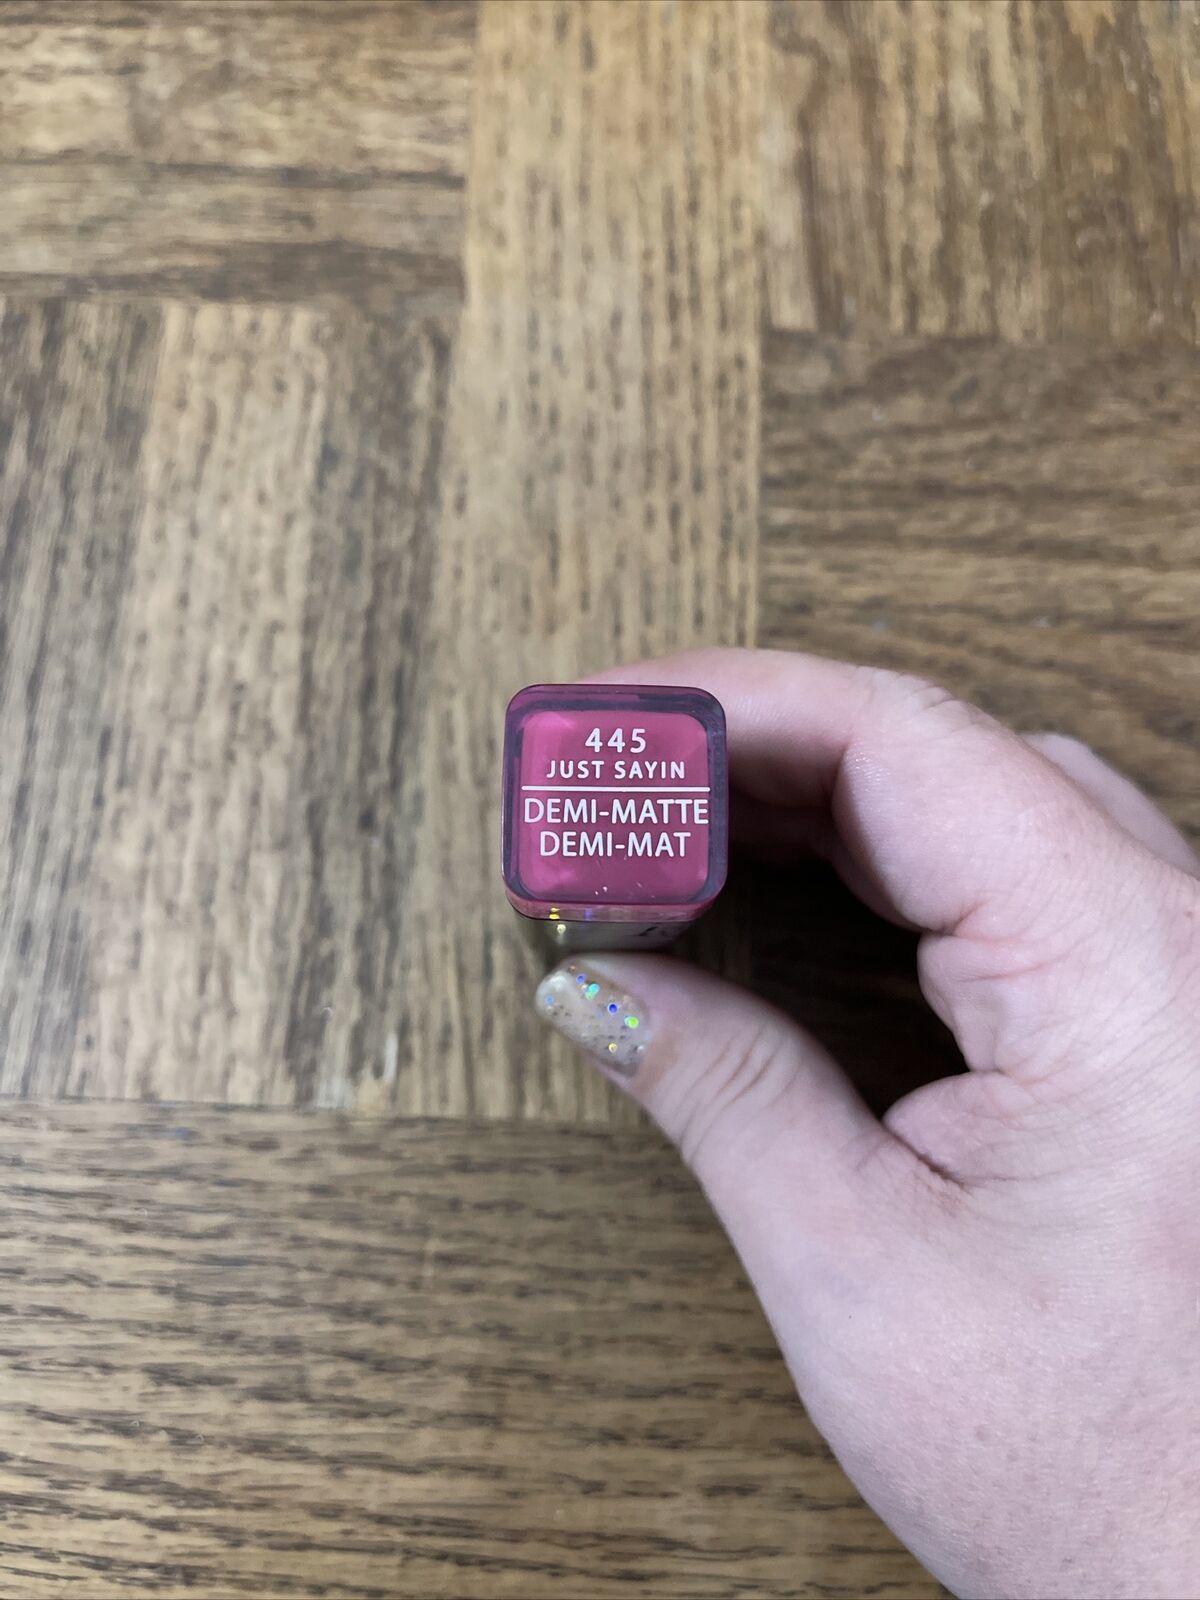 445
JUST SAYIN
DEMI-MATTE
DEMI-MAT